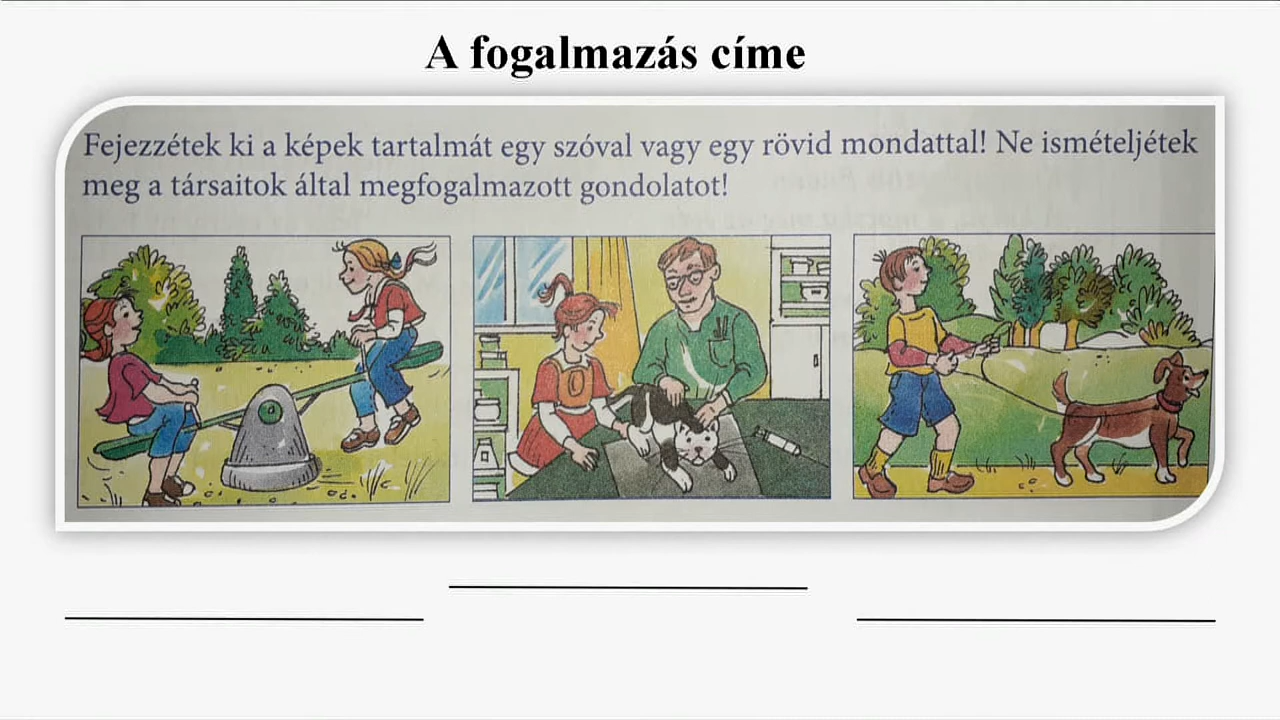 A fogalmazás címe
Fejezzétek ki a képek tartalmát egy szóval vagy egy rövid mondattal! Ne ismételjétek
meg a társaitok által megfogalmazott gondolatot!